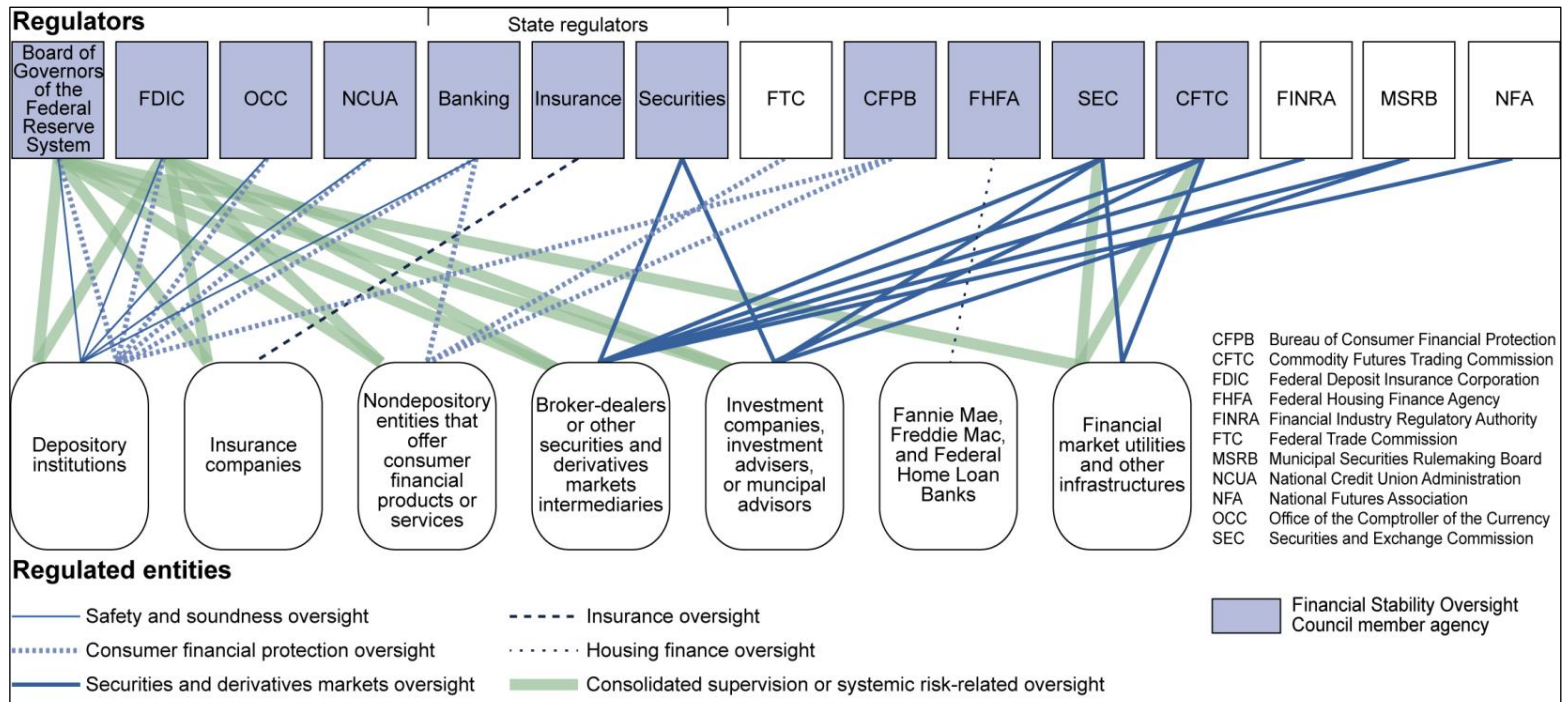 Regulators
State regulators
Board of
Governors
of the
Federal
Reserve
System
FDIC
OCC
NCUA
Banking
Insurance
Securities
FTC
CFPB
FHFA
SEC
CFTC
FINRA
MSRB
NFA
Depository
institutions
Insurance
companies
Nondepository
entities that
offer
consumer
financial
products or
services
Broker-dealers
or other
securities and
derivatives
markets
intermediaries
Investment
companies,
investment
advisers,
or muncipal
advisors
Fannie Mae,
Freddie Mac,
and Federal
Home Loan
Banks
Financial
market utilities
and other
infrastructures
CFPB Bureau of Consumer Financial Protection
CFTC Commodity Futures Trading Commission
FDIC Federal Deposit Insurance Corporation
FHFA Federal Housing Finance Agency
FINRA Financial Industry Regulatory Authority
FTC Federal Trade Commission
MSRB Municipal Securities Rulemaking Board
NCUA National Credit Union Administration
NFA National Futures Association
OCC Office of the Comptroller of the Currency
SEC Securities and Exchange Commission
Regulated entities
Safety and soundness oversight
Consumer financial protection oversight
Securities and derivatives markets oversight
Insurance oversight
Housing finance oversight
Consolidated supervision or systemic risk-related oversight
Financial Stability Oversight
Council member agency